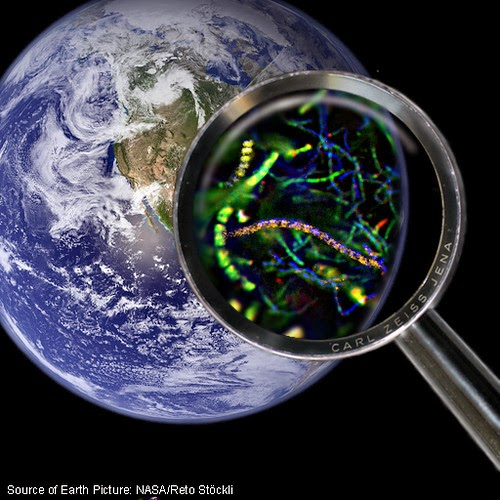 CARL ZEISS JENA
Source of Earth Picture: NASA/Reto Stöckli